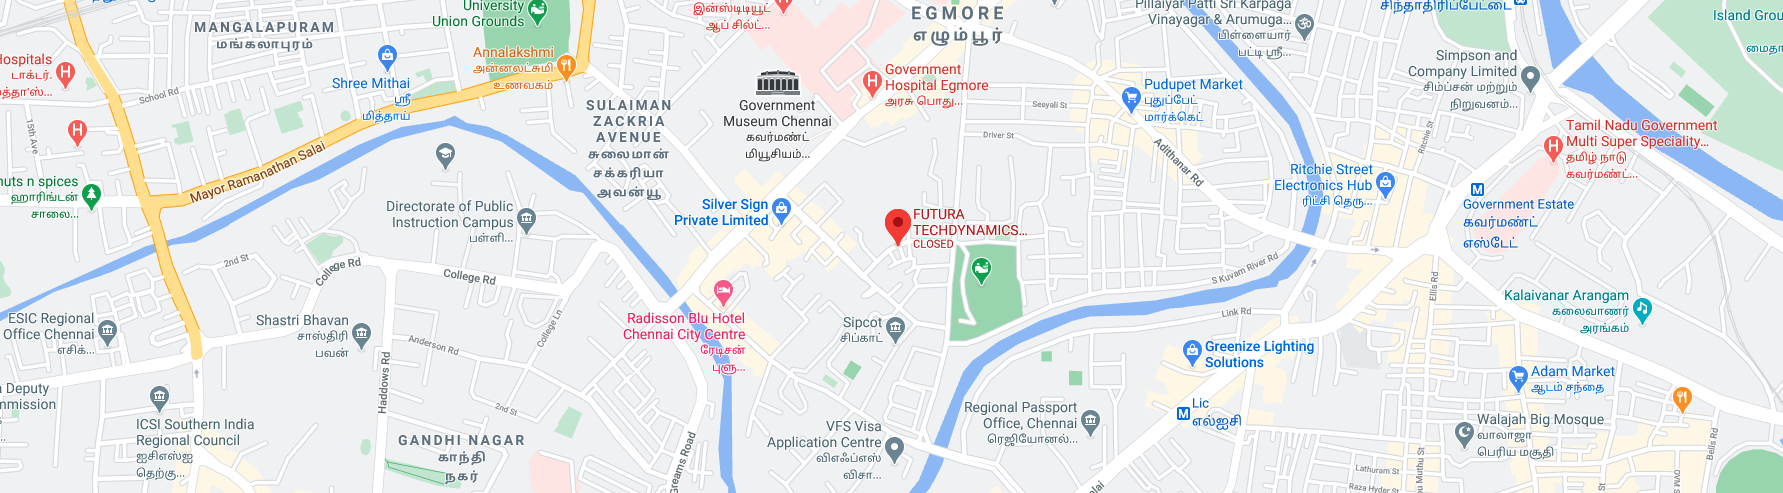 University
Union Grounds
MANGALAPURAM
மங்கலாபுரம்
Hospitals
டாக்டர்.
Annalakshmi
அன்னலட்சுமி
உணவகம்
Shree Mithai
ஸ்ரீ
மித்தாய்
School Rd
15th Ave
இன்ஸ்டிடியூட்
ஆப் சில்ட்...
EGMORE
எழும்பூர்
Pillaiyar Patti Sri Karpaga
Vinayagar & Arumuga...
பிள்ளையார்
பட்டி ஸ்ரீ...
சிந்தாதிரிப்பேட்டை
Island Grou
மைதா
Simpson and
Company Limited
சிம்ப்சன் மற்றும்
நிறுவனம்...
Government
Hospital Egmore
அரசு பொது...
Government
Museum Chennai
கவர்மண்ட்
மியூசியம்...
SULAIMAN
ZACKRIA
AVENUE
சுலைமான்
சக்கரியா
அவன்யூ
Pudupet Market
புதுப்பேட்
மார்க்கெட்
Seeyali St
Driver St
Adithanar Rd
Ritchie St
Tamil Nadu Government
Multi Super Speciality...
தமிழ் நாடு
கவர்மண்ட்...
Ritchie Street
Electronics Hub
ரிட்சி தெரு...
Government Estate
கவர்மண்ட்
எஸ்டேட்
Mayor Ramanathan Salai
nuts n spices
ஹாரிங்டன்
சாலை...
Directorate of Public
Instruction Campus
பள்ளி...
Silver Sign
Private Limited
FUTURA
TECHDYNAMICS...
CLOSED
2nd St
College Rd
College Rd
S Kuvam River Rd
Ellis Rd
Kalaivanar Arangam
கலைவாணர்
அரங்கம்
Radisson Blu Hotel
Chennai City Centre
ரேடிசன்
புளு...
Sipcot
சிப்காட்
Link Rd
ESIC Regional
Office Chennai
எசிக்...
Shastri Bhavan
சாஸ்திரி
பவன்
College Ln
Anderson Rd
Haddows Rd
Greenize Lighting
Solutions
Adam Market
ஆடம் சந்தை
a Deputy
mmission
ICSI Southern India
Regional Council
ஐசிஎஸ்ஐ
தெற்கு...
2nd St
GANDHI NAGAR
காந்தி
நகர்
Greams Road
VFS Visa
Application Centre
விஎஃப்எஸ்
விசா...
Regional Passport
Office, Chennai
ரெஜியோனல்...
Lic
எல்ஐசி
Walajah Big Mosque
வாலாஜா
பெரிய மசூதி
Bells Rd
Lathuram St
Raza Hyder St
ou Muthu St
OVM S
alai